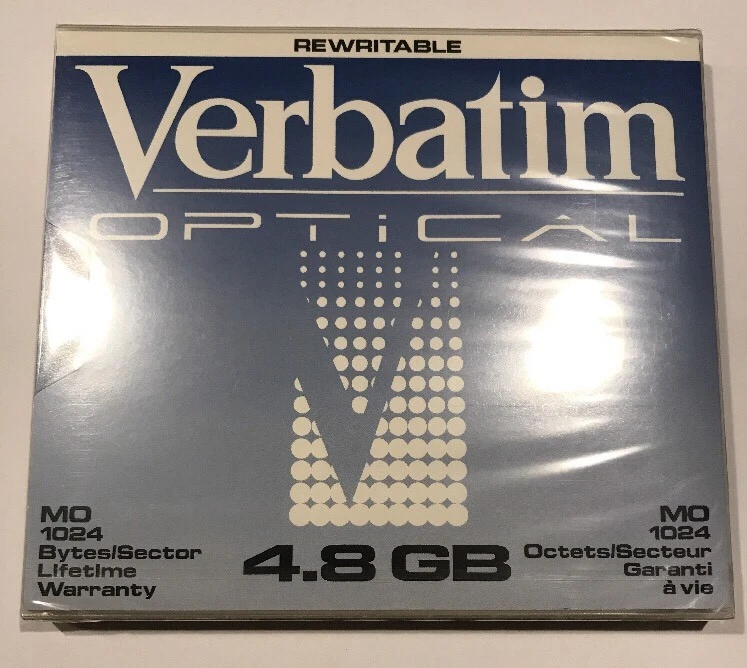 REWRITABLE
Verbatim
OPTiCAL
MO
1024
Bytes/Sector
Lifetime
Warranty
4.8 GB
MO
1024
Octets/Secteur
Garanti
à vie